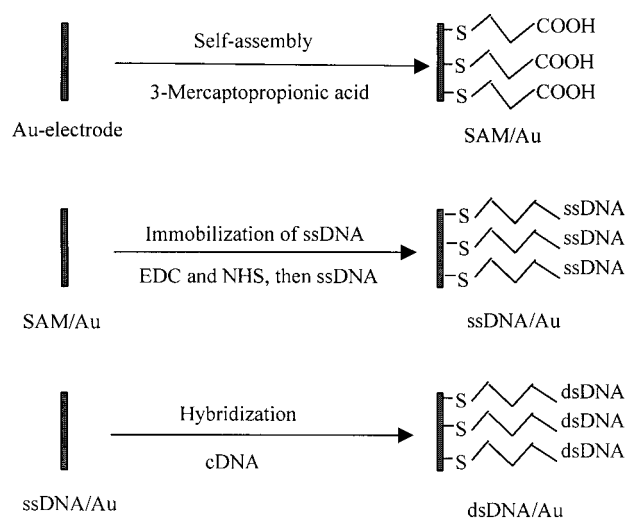 Self-assembly
3-Mercaptopropionic acid
Au-electrode
S COOH
S COOH
S COOH
SAM/Au
Immobilization of ssDNA
EDC and NHS, then ssDNA
SAM/Au
S ssDNA
S ssDNA
S ssDNA
ssDNA/Au
Hybridization
cDNA
ssDNA/Au
S dsDNA
S dsDNA
S dsDNA
dsDNA/Au